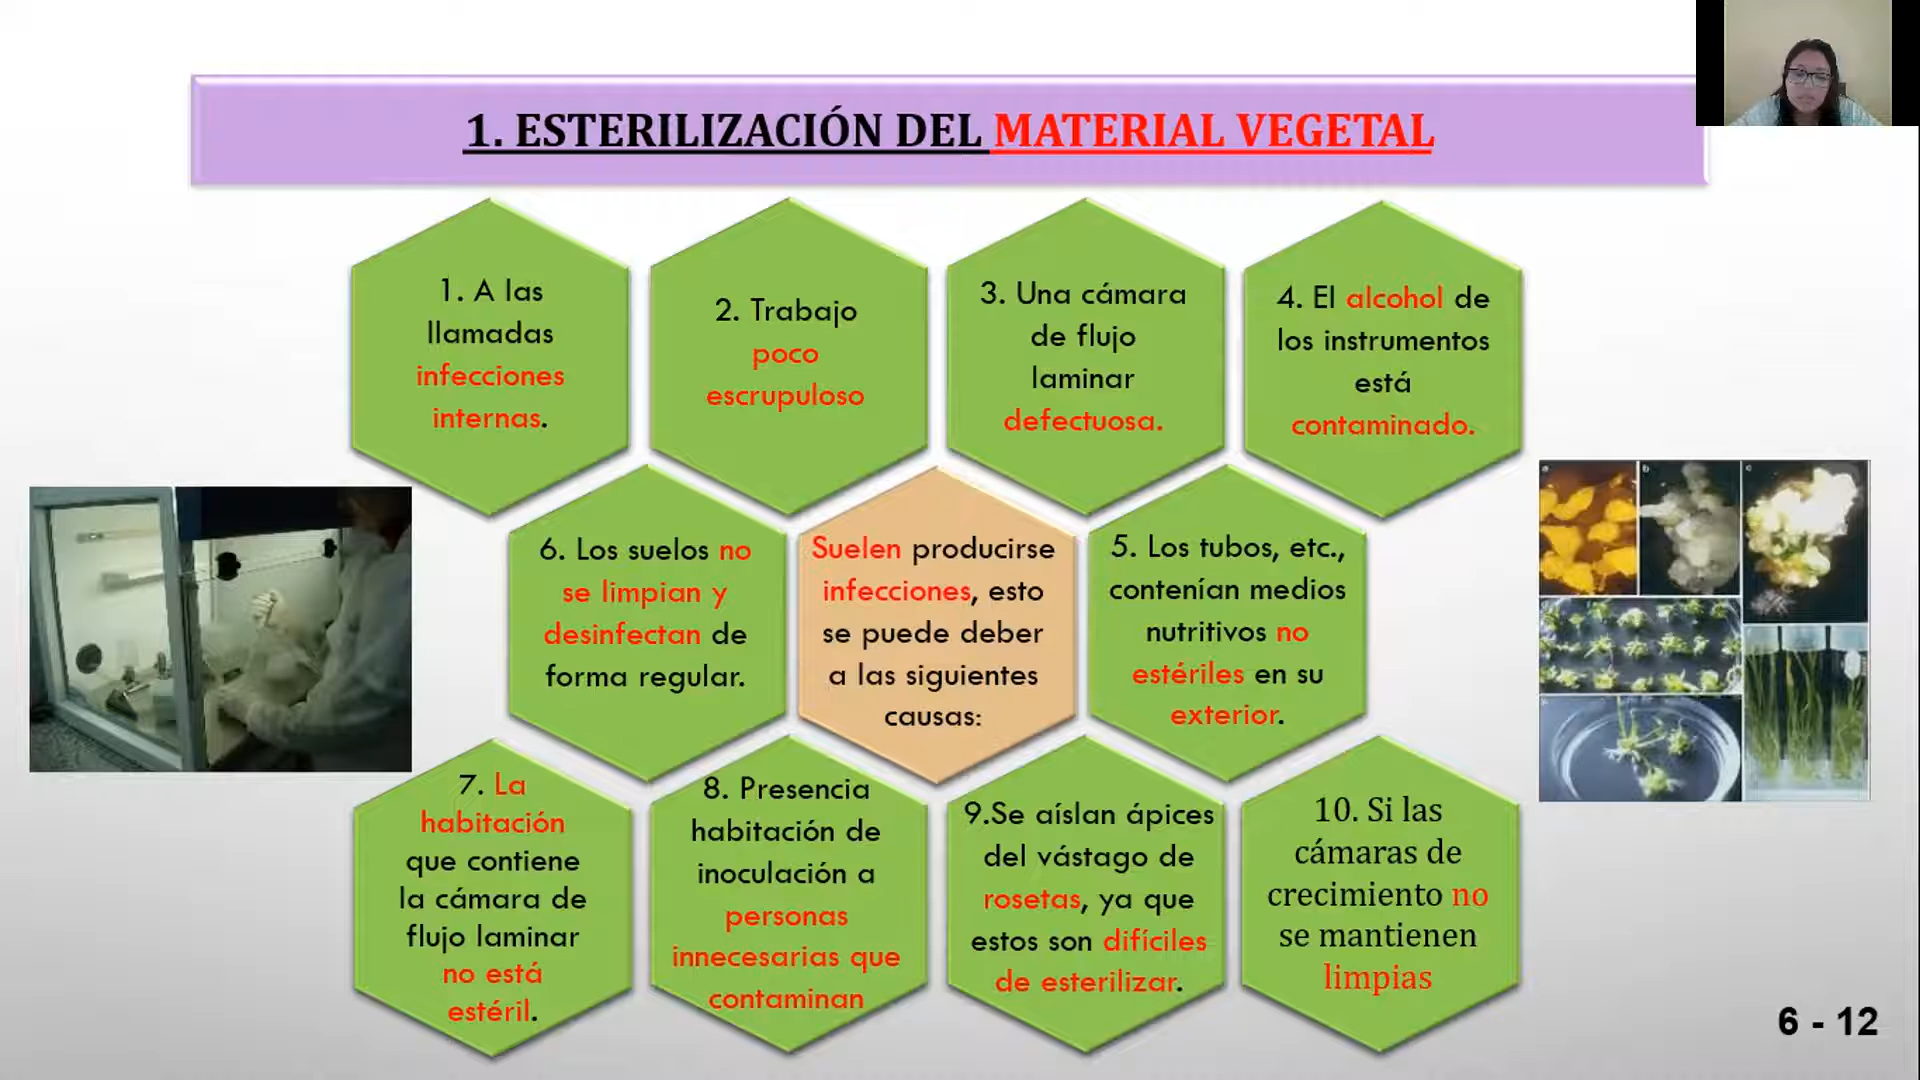 1. ESTERILIZACIÓN DEL MATERIAL VEGETAL
1. A las
llamadas
infecciones
internas.
2. Trabajo
poco
escrupuloso
3. Una cámara
de flujo
laminar
defectuosa.
4. El alcohol de
los instrumentos
está
contaminado.
6. Los suelos no
se limpian y
desinfectan de
forma regular.
Suelen producirse
infecciones, esto
se puede deber
a las siguientes
causas:
5. Los tubos, etc.,
contenían medios
nutritivos no
estériles en su
exterior.
7. La
habitación
que contiene
la cámara de
flujo laminar
no está
estéril.
8. Presencia
habitación de
inoculación a
personas
innecesarias que
contaminan
9.Se aíslan ápices
del vástago de
rosetas, ya que
estos son difíciles
de esterilizar.
10. Si las
cámaras de
crecimiento no
se mantienen
limpias
6 - 12